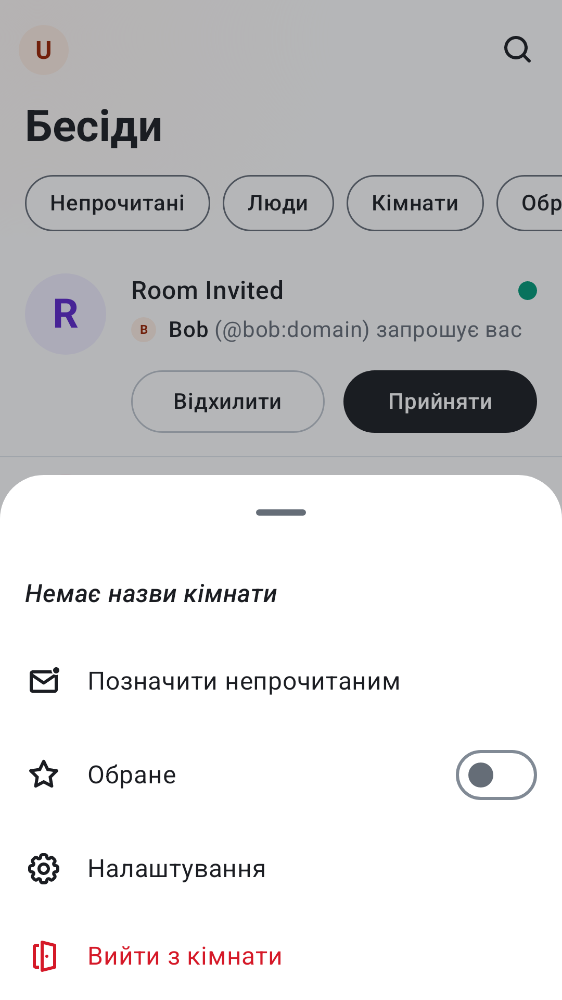 U
Бесіди
Непрочитані Люди Кімнати Обр
R
Room Invited
B Bob (@bob:domain) запрошує вас
Відхилити Прийняти
Немає назви кімнати
Позначити непрочитаним
Обране
Налаштування
Вийти з кімнати